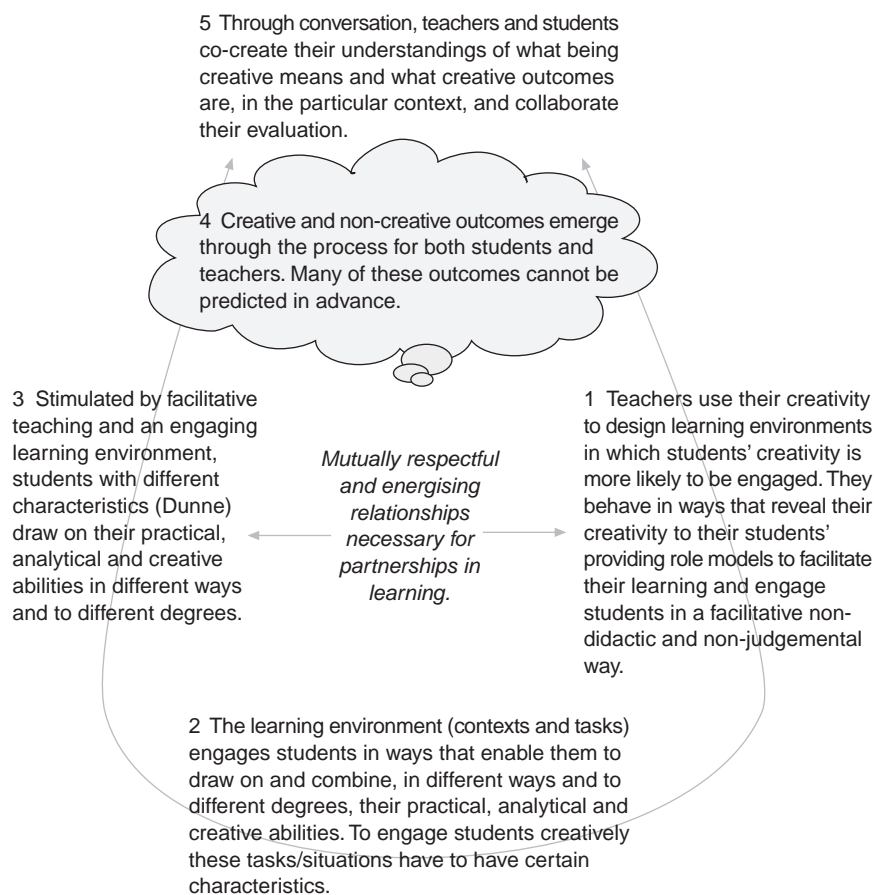 5 Through conversation, teachers and students
co-create their understandings of what being
creative means and what creative outcomes
are, in the particular context, and collaborate
their evaluation.
4 Creative and non-creative outcomes emerge
through the process for both students and
teachers. Many of these outcomes cannot be
predicted in advance.
3 Stimulated by facilitative
teaching and an engaging
learning environment,
students with different
characteristics (Dunne)
draw on their practical,
analytical and creative
abilities in different ways
and to different degrees.
Mutually respectful
and energising
relationships
necessary for
partnerships in
learning.
1 Teachers use their creativity
to design learning environments
in which students' creativity is
more likely to be engaged. They
behave in ways that reveal their
creativity to their students'
providing role models to facilitate
their learning and engage
students in a facilitative non-
didactic and non-judgemental
way.
2 The learning environment (contexts and tasks)
engages students in ways that enable them to
draw on and combine, in different ways and to
different degrees, their practical, analytical and
creative abilities. To engage students creatively
these tasks/situations have to have certain
characteristics.